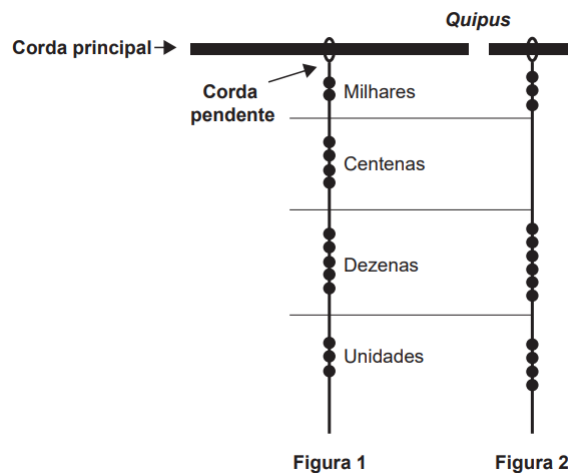 Quipus
Corda principal
Corda
pendente
Milhares
Centenas
Dezenas
Unidades
Figura 1
Figura 2